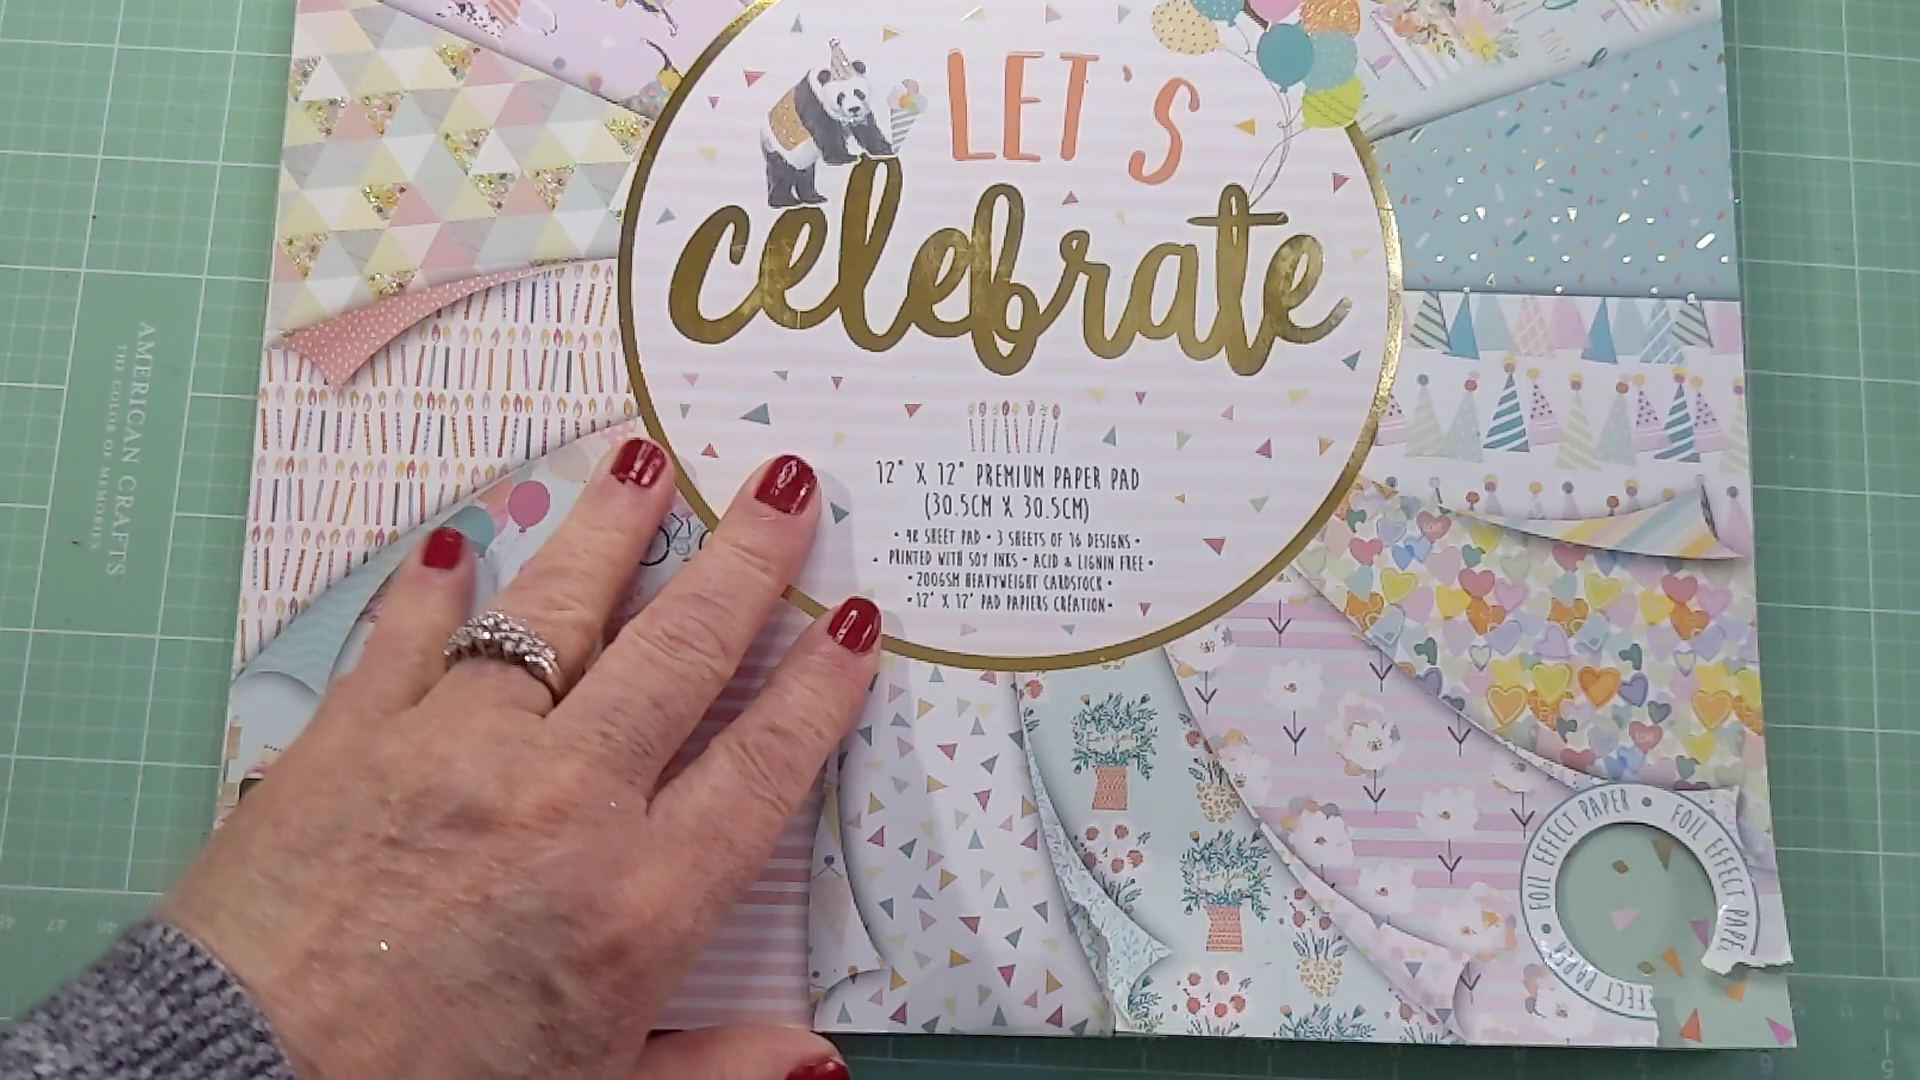 LET'S
celebrate
12" X 12" PREMIUM PAPER PAD
(30.5CM X 30.5CM)
• 48 SHEET PAD • 3 SHEETS OF 16 DESIGNS •
• PRINTED WITH SOY INKS • ACID & LIGNIN FREE •
• 200GSM HEAVYWEIGHT CARDSTOCK •
• 12" X 12" PAD PAPIERS CRÉATION •
AMERICAN CRAFTS
THE COLOR OF MEMORIES
FOIL EFFECT PAPER • FOIL EFFECT PAPE
FFECT PAPER